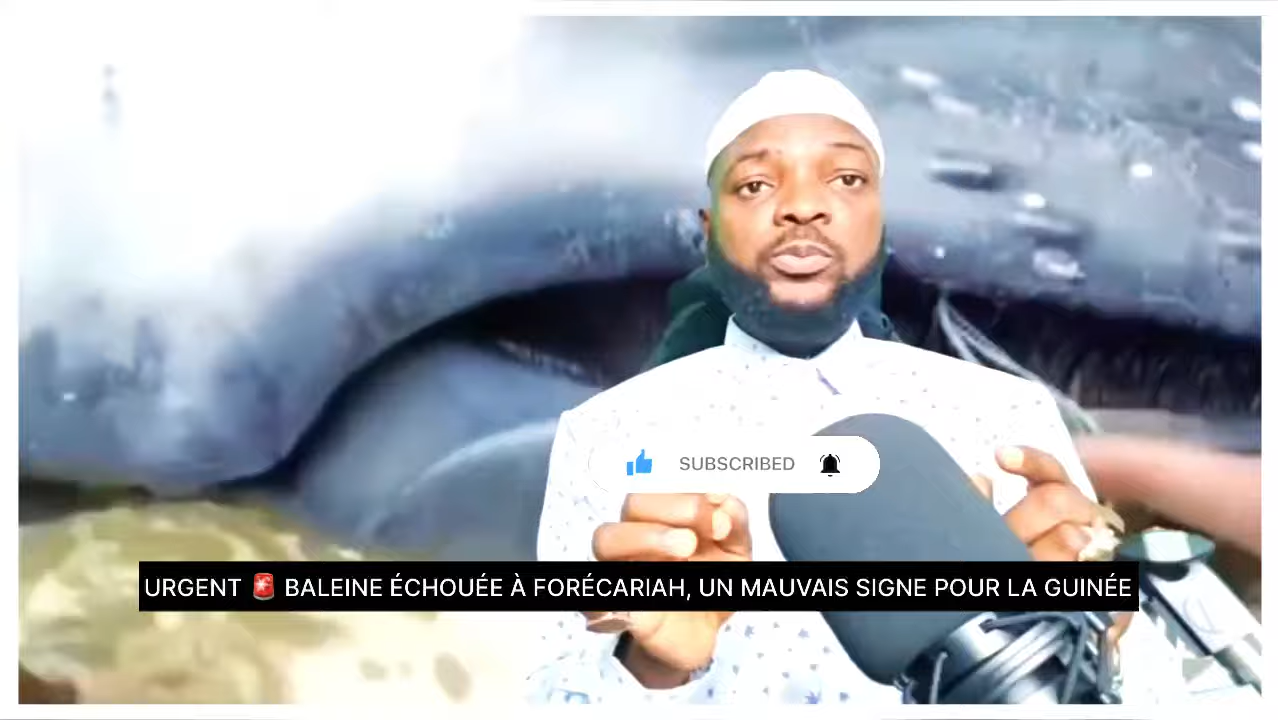 SUBSCRIBED
URGENT 🚨 BALEINE ÉCHOUÉE À FORÉCARIAH, UN MAUVAIS SIGNE POUR LA GUINÉE